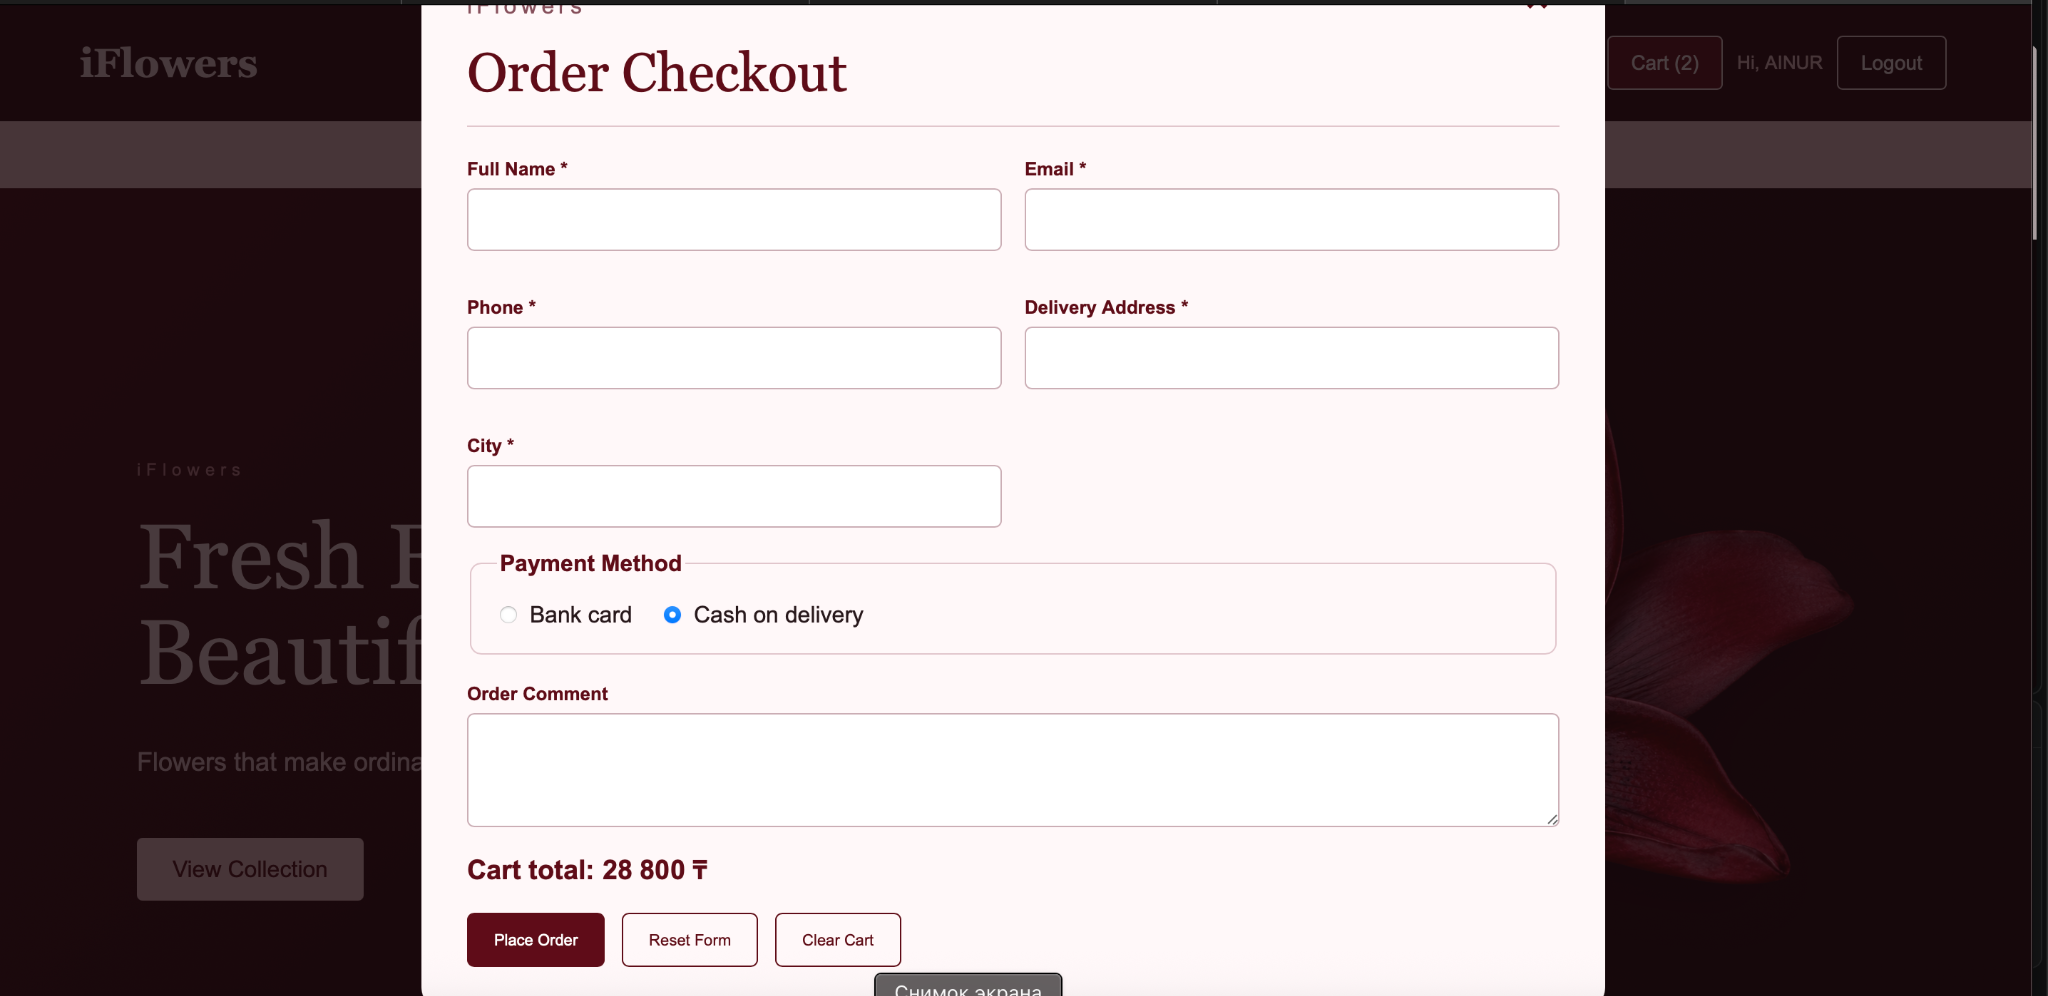 iFlowers
Order Checkout
iFlowers
Cart (2)
Hi, AINUR
Logout
Full Name *
Email *
Phone *
Delivery Address *
City *
Payment Method
Bank card
Cash on delivery
Order Comment
Cart total: 28 800 ₸
Place Order
Reset Form
Clear Cart
iFlowers
Fresh
Beautif
Flowers that make ordina
View Collection
Снимок экрана